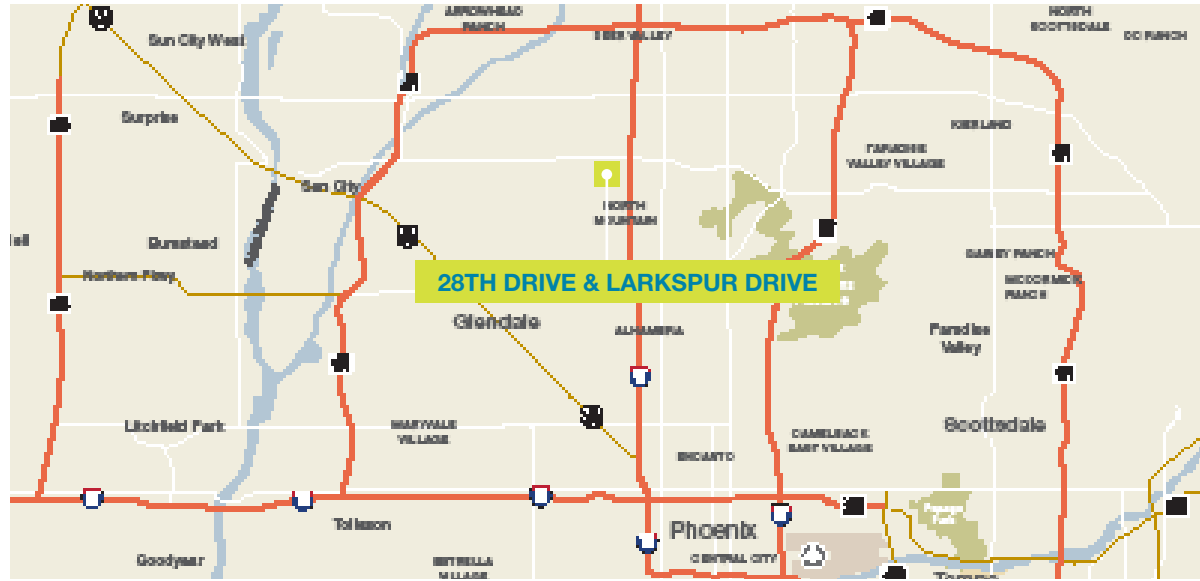 ARROWHEAD
RANCH
NORTH
SCOTTSDALE
DC RANCH
Sun City West
DEER VALLEY
Surprise
KIERLAND
PARADISE
VALLEY VILLAGE
Sun City
NORTH
MOUNTAIN
Northern Pkwy
GAINEY RANCH
MCCORMICK
RANCH
28TH DRIVE & LARKSPUR DRIVE
Glendale
ALHAMBRA
Paradise
Valley
Litchfield Park
MARYVALE
VILLAGE
CAMELBACK
EAST VILLAGE
Scottsdale
ENCANTO
Tolleson
Phoenix
Goodyear
ESTRELLA
VILLAGE
CENTRAL CITY
Tempe